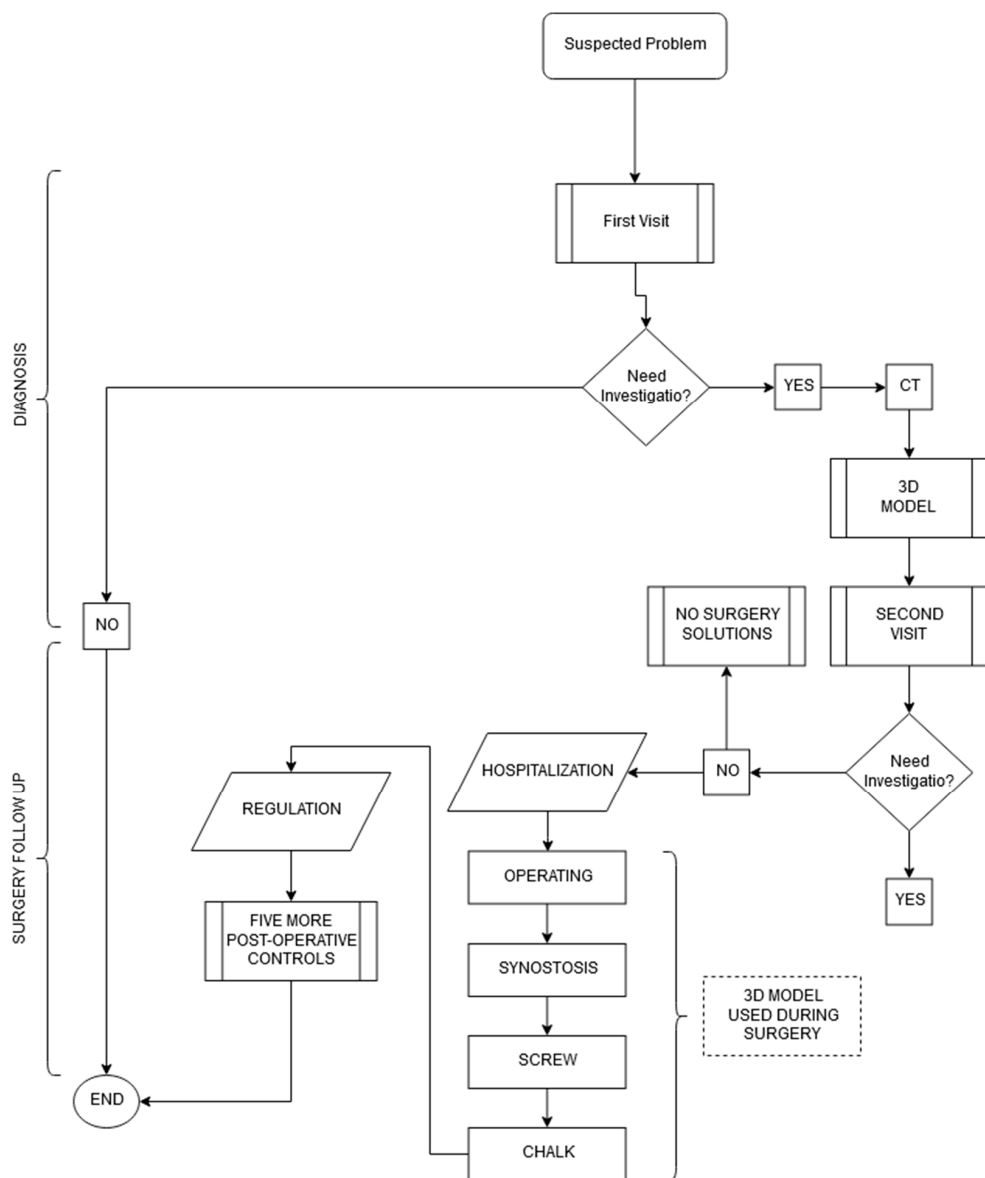 Suspected Problem
First Visit
DIAGNOSIS
Need
Investigatio?
YES
CT
3D
MODEL
NO
NO SURGERY
SOLUTIONS
SECOND
VISIT
SURGERY FOLLOW UP
HOSPITALIZATION
NO
Need
Investigatio?
REGULATION
OPERATING
YES
FIVE MORE
POST-OPERATIVE
CONTROLS
SYNOSTOSIS
3D MODEL
USED DURING
SURGERY
SCREW
END
CHALK